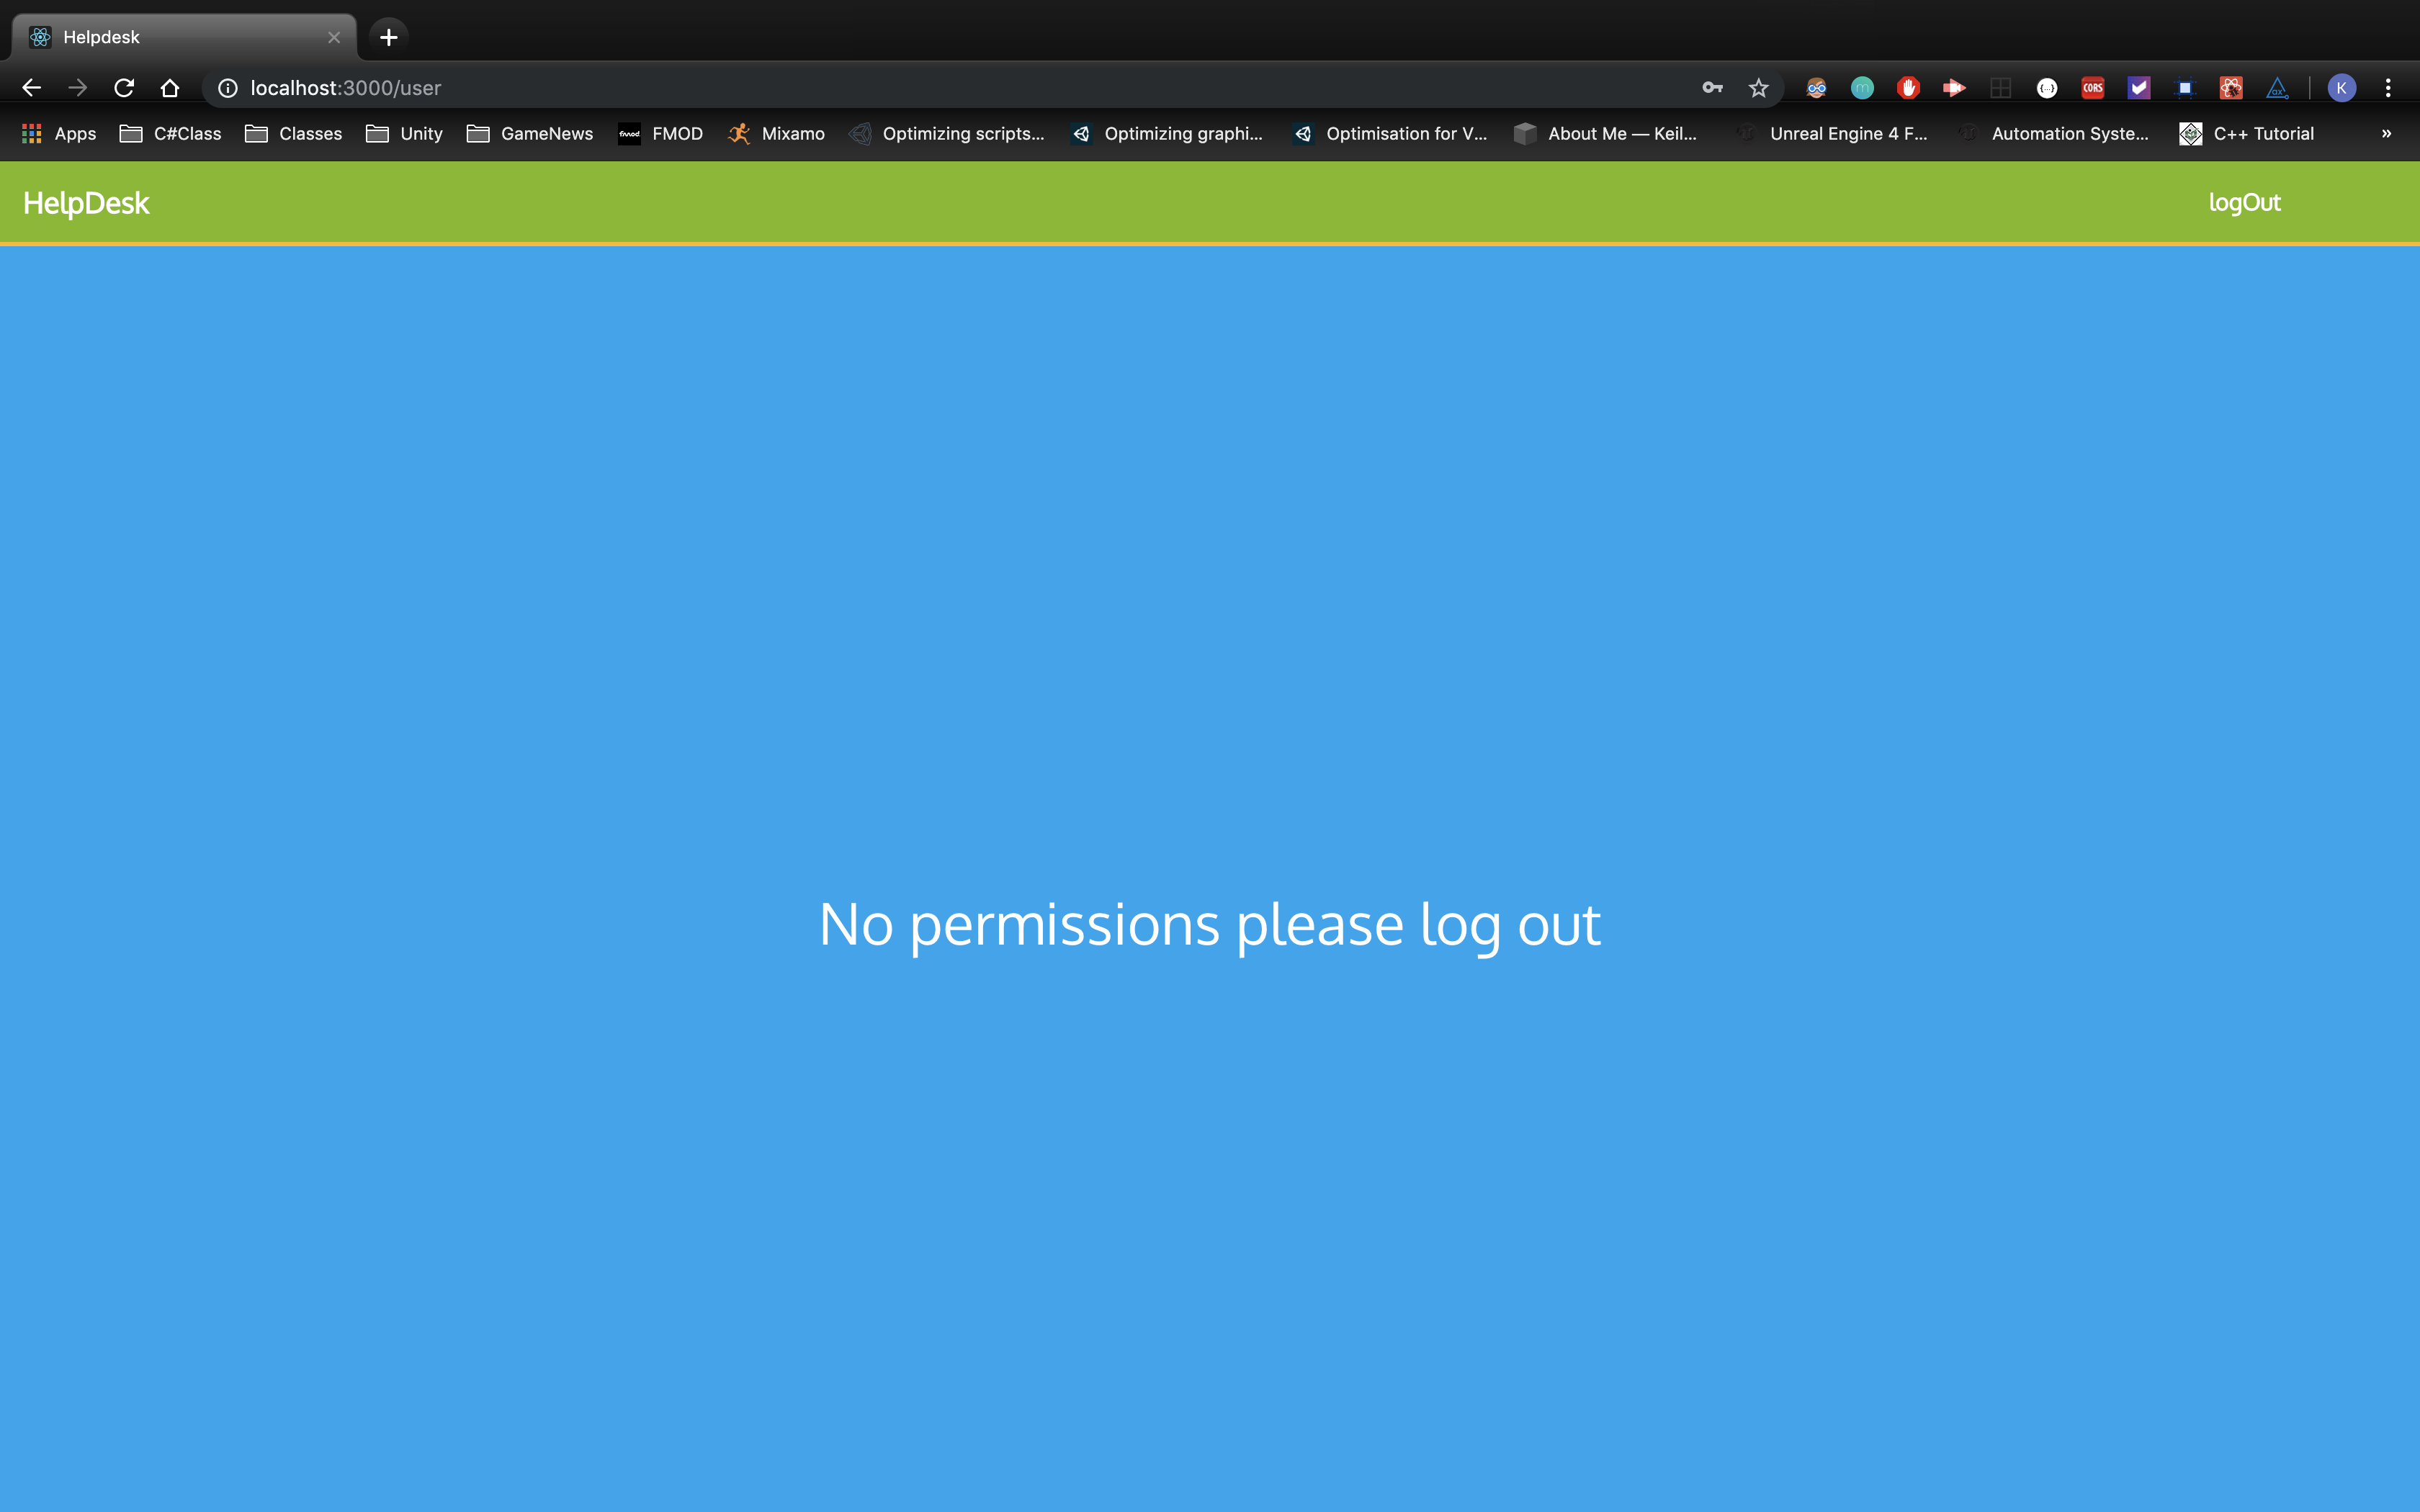 Helpdesk
localhost:3000/user
CORS
K
Apps C#Class Classes Unity GameNews FMOD Mixamo Optimizing scripts... Optimizing graphi... Optimisation for V... About Me — Keil... Unreal Engine 4 F... Automation Syste... C++ Tutorial »
HelpDesk logOut
No permissions please log out